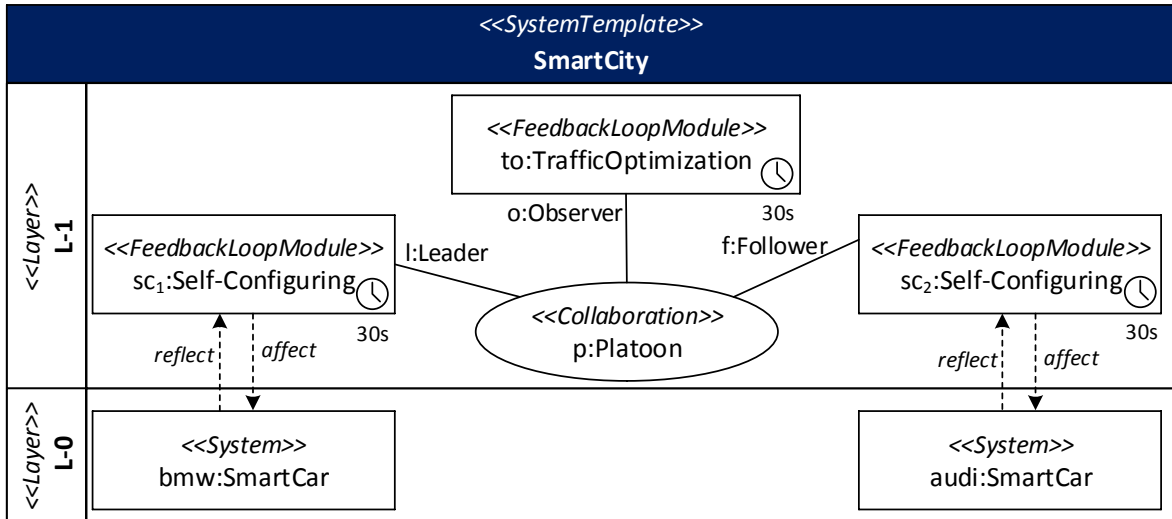 <<SystemTemplate>>
SmartCity
<<Layer>>
L-1
<<FeedbackLoopModule>>
to:TrafficOptimization
30s
o:Observer
<<FeedbackLoopModule>>
sc₁:Self-Configuring
30s
l:Leader
f:Follower
<<FeedbackLoopModule>>
sc₂:Self-Configuring
30s
<<Collaboration>>
p:Platoon
reflect
affect
reflect
affect
<<Layer>>
L-0
<<System>>
bmw:SmartCar
<<System>>
audi:SmartCar